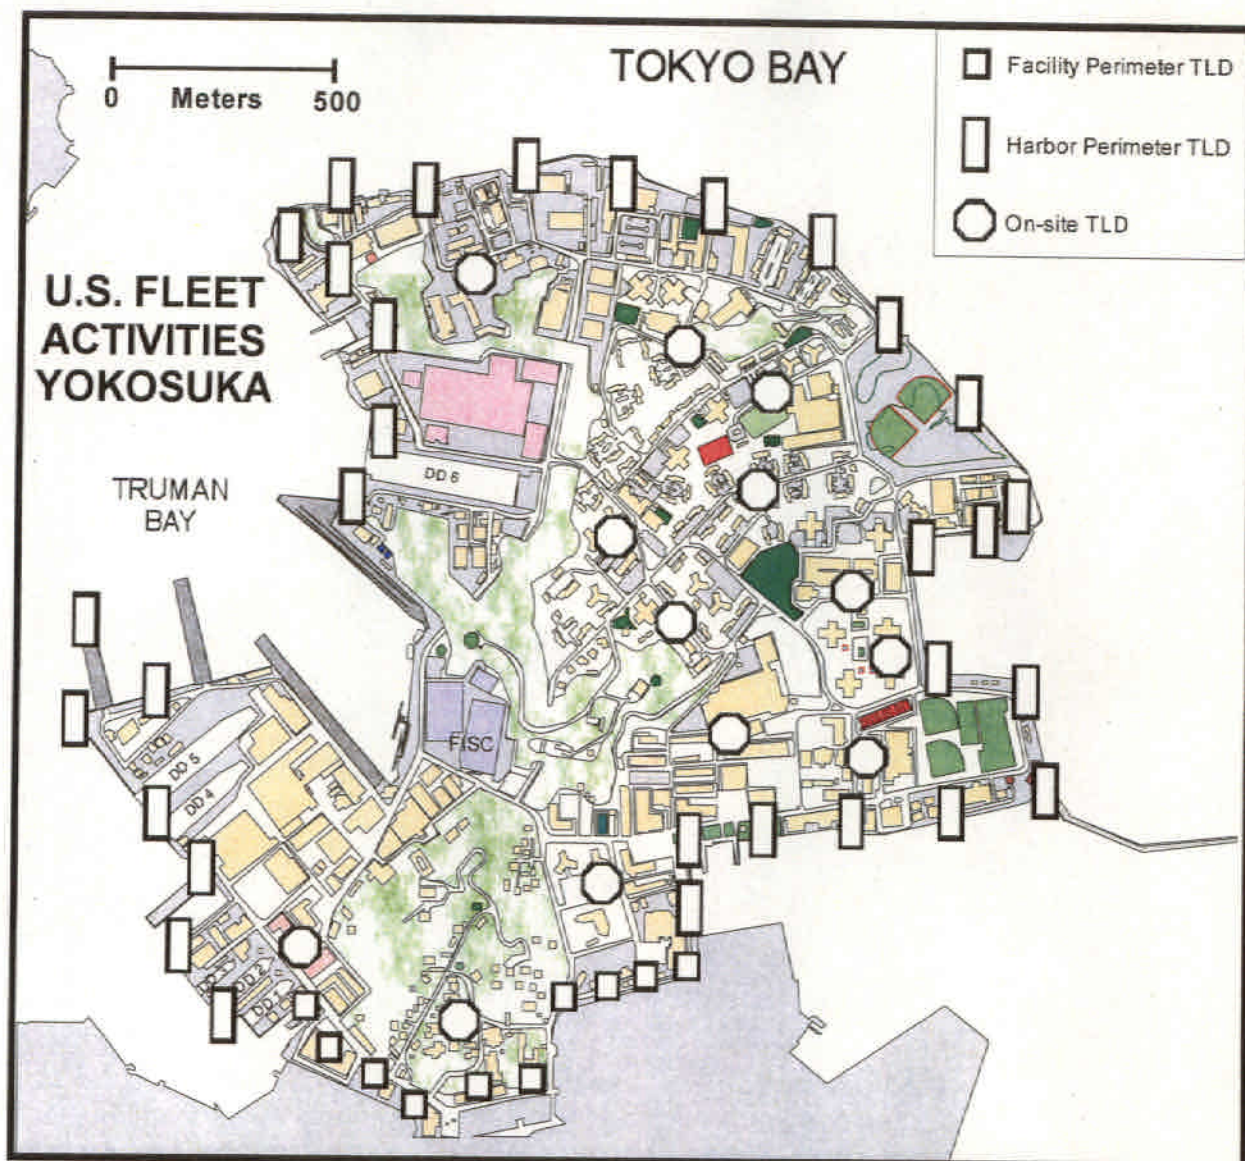 TOKYO BAY
0 Meters 500
Facility Perimeter TLD
Harbor Perimeter TLD
On-site TLD
U.S. FLEET
ACTIVITIES
YOKOSUKA
TRUMAN
BAY
DD 6
FISC
DD 5
DD 4
DD 2
DD 1